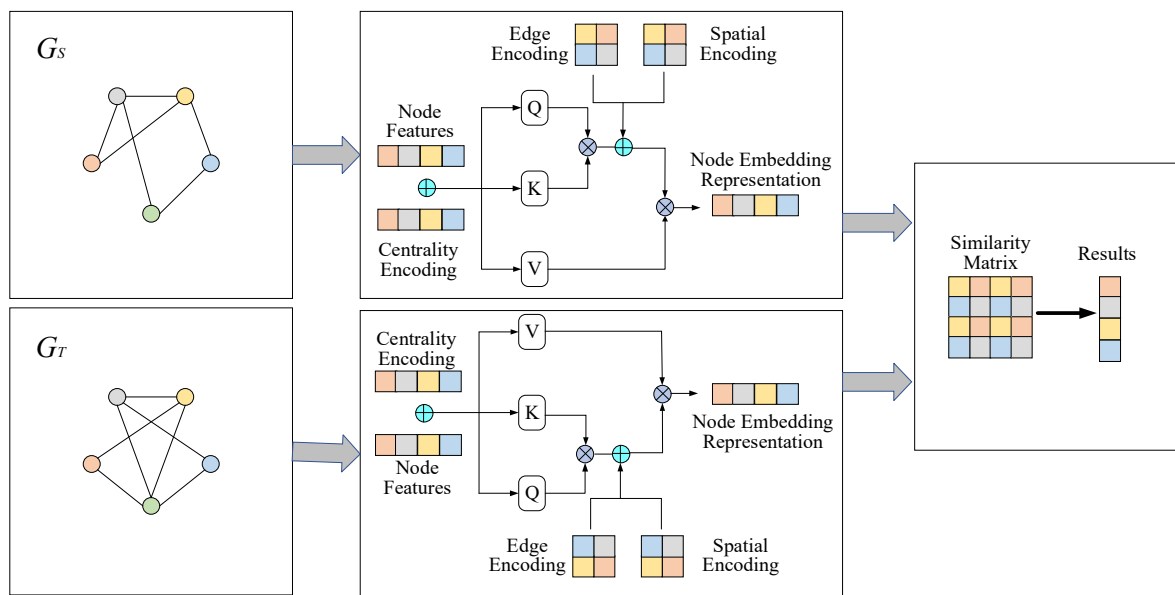 GS
Node
Features
Centrality
Encoding
Q
K
V
Edge
Encoding
Spatial
Encoding
Node Embedding
Representation
GT
Centrality
Encoding
Node
Features
V
K
Q
Edge
Encoding
Spatial
Encoding
Node Embedding
Representation
Similarity
Matrix
Results